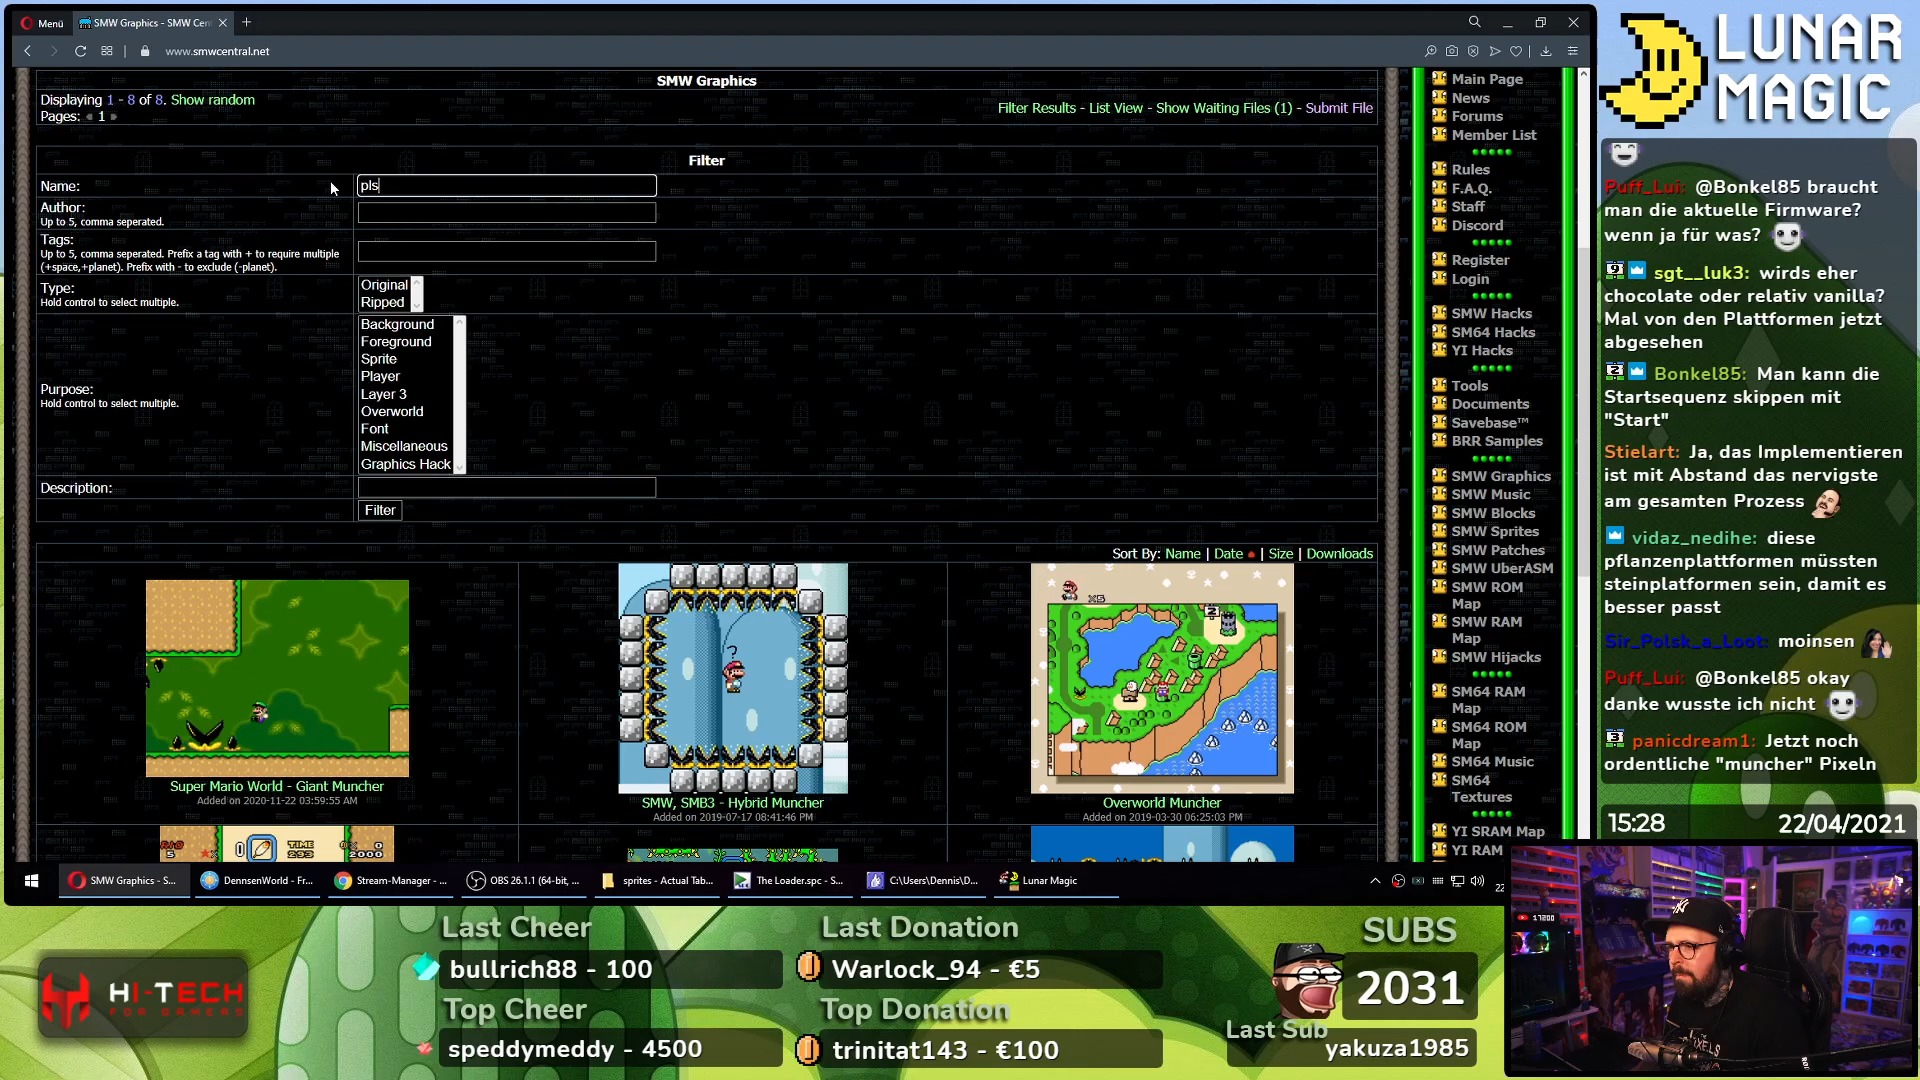 Menü
SMW Graphics - SMW Cen
www.smwcentral.net
SMW Graphics
Displaying 1 - 8 of 8. Show random
Pages: 1
Filter Results - List View - Show Waiting Files (1) - Submit File
Filter
Name:
pls
Author:
Up to 5, comma seperated.
Tags:
Up to 5, comma seperated. Prefix a tag with + to require multiple
(+space,+planet). Prefix with - to exclude (-planet).
Type:
Hold control to select multiple.
Original
Ripped
Purpose:
Hold control to select multiple.
Background
Foreground
Sprite
Player
Layer 3
Overworld
Font
Miscellaneous
Graphics Hack
Description:
Filter
Sort By: Name | Date | Size | Downloads
Super Mario World - Giant Muncher
Added on 2020-11-22 03:59:55 AM
SMW, SMB3 - Hybrid Muncher
Added on 2019-07-17 08:41:46 PM
Overworld Muncher
Added on 2019-03-30 06:25:03 PM
TIME
293
2000
Main Page
News
Forums
Member List
Rules
F.A.Q.
Staff
Discord
Register
Login
SMW Hacks
SM64 Hacks
YI Hacks
Tools
Documents
Savebase™
BRR Samples
SMW Graphics
SMW Music
SMW Blocks
SMW Sprites
SMW Patches
SMW UberASM
SMW ROM
Map
SMW RAM
Map
SMW Hijacks
SM64 RAM
Map
SM64 ROM
Map
SM64 Music
SM64
Textures
YI SRAM Map
YI RAM
SMW Graphics - S...
DennsenWorld - Fr...
Stream-Manager - ...
OBS 26.1.1 (64-bit, ...
sprites - Actual Tab...
The Loader.spc - S...
C:\Users\Dennis\D...
Lunar Magic
LUNAR
MAGIC
Puff_Lui: @Bonkel85 braucht
man die aktuelle Firmware?
wenn ja für was?
sgt__luk3: wirds eher
chocolate oder relativ vanilla?
Mal von den Plattformen jetzt
abgesehen
Bonkel85: Man kann die
Startsequenz skippen mit
"Start"
Stielart: Ja, das Implementieren
ist mit Abstand das nervigste
am gesamten Prozess
vidaz_nedihe: diese
pflanzenplattformen müssten
steinplatformen sein, damit es
besser passt
Sir_Polsk_a_Loot: moinsen
Puff_Lui: @Bonkel85 okay
danke wusste ich nicht
panicdream1: Jetzt noch
ordentliche "muncher" Pixeln
15:28
22/04/2021
HI-TECH
FOR GAMERS
Last Cheer
bullrich88 - 100
Top Cheer
speddymeddy - 4500
Last Donation
Warlock_94 - €5
Top Donation
trinitat143 - €100
SUBS
2031
Last Sub
yakuza1985
17200